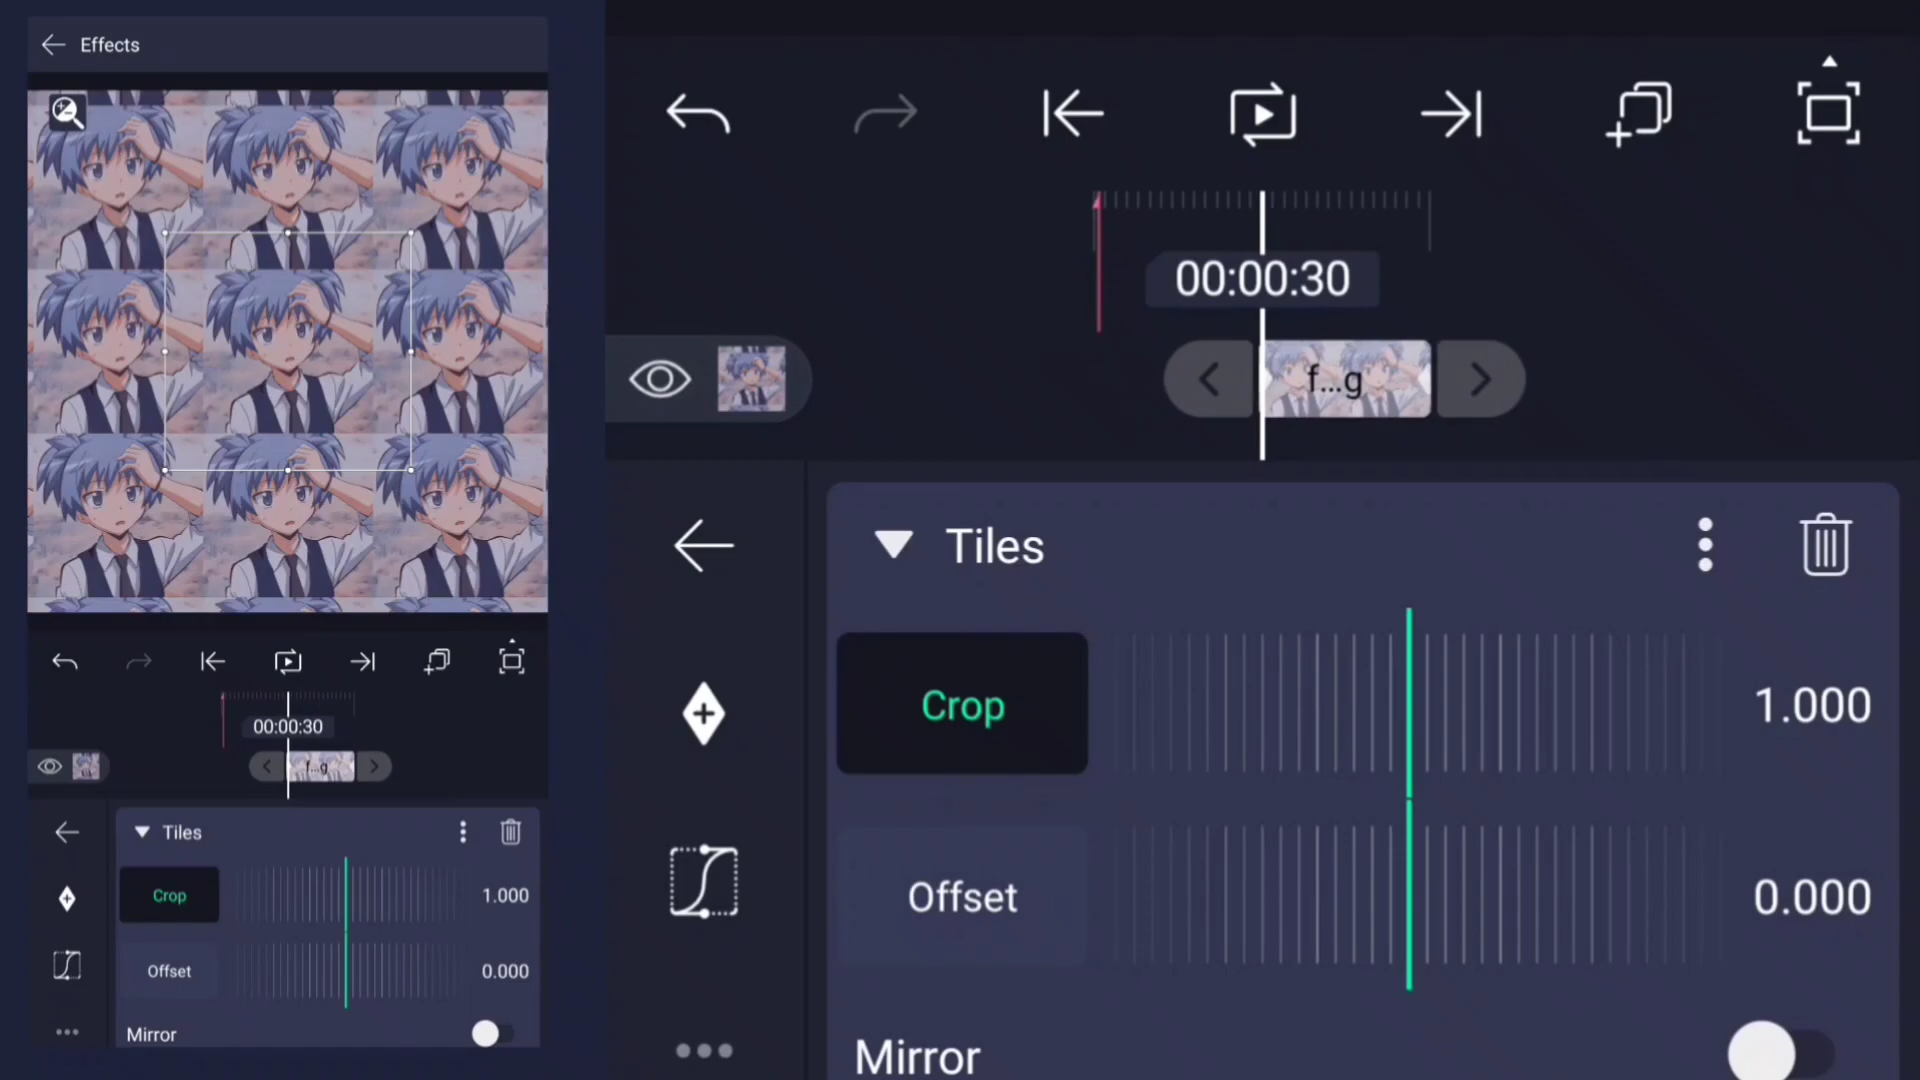 Effects
00:00:30
f...g
Tiles
Crop
1.000
Offset
0.000
Mirror
00:00:30
f...g
Tiles
Crop
1.000
Offset
0.000
Mirror